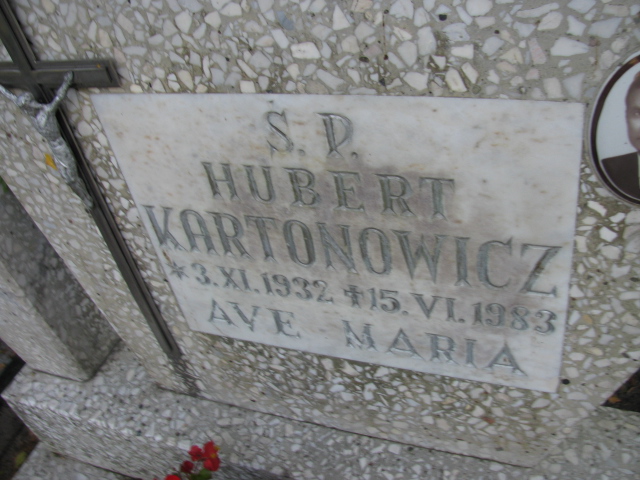 S. P.
HUBERT
KARTONOWICZ
* 3. XI. 1932 ✝ 15. VI. 1983
AVE MARIA